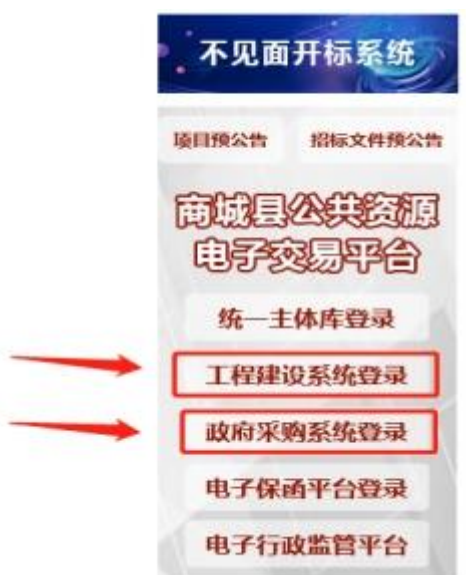 不见面开标系统
项目预公告 招标文件预公告
商城县公共资源
电子交易平台
统一主体库登录
工程建设系统登录
政府采购系统登录
电子保函平台登录
电子行政监管平台